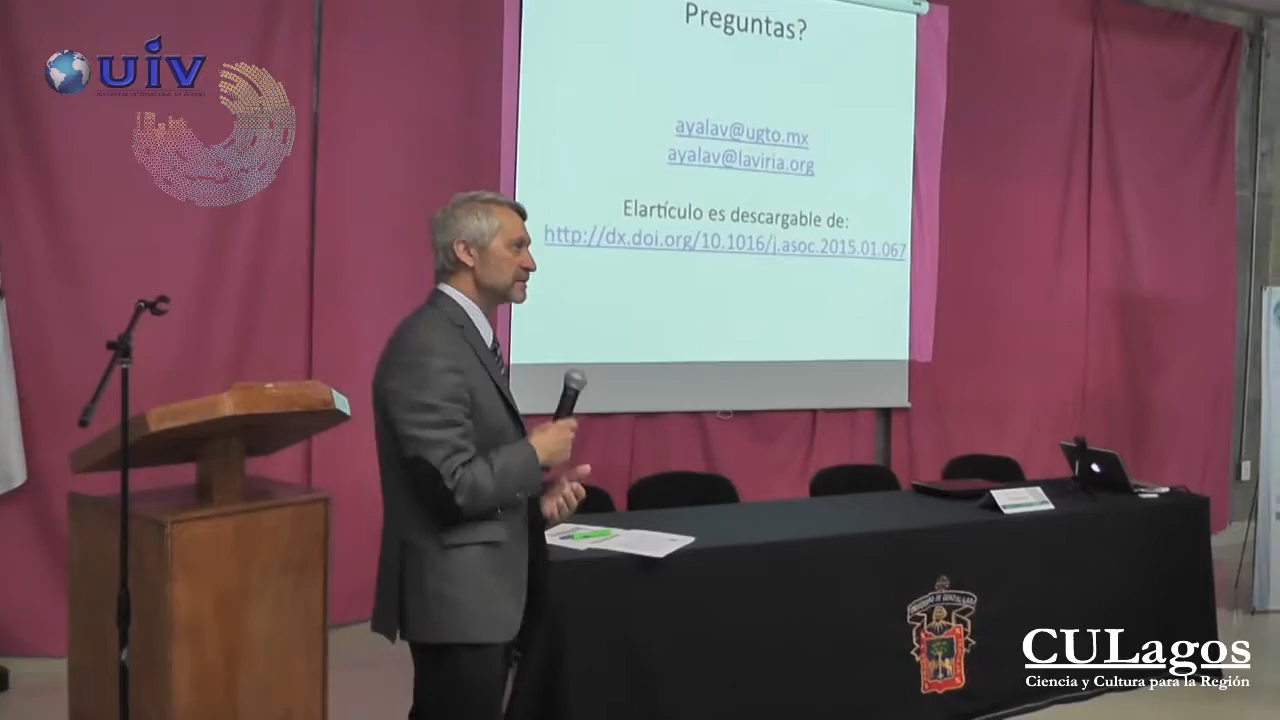 Preguntas?
ayalav@ugto.mx
ayalav@laviria.org
Elartículo es descargable de:
http://dx.doi.org/10.1016/j.asoc.2015.01.067
UIV
CULagos
Ciencia y Cultura para la Región